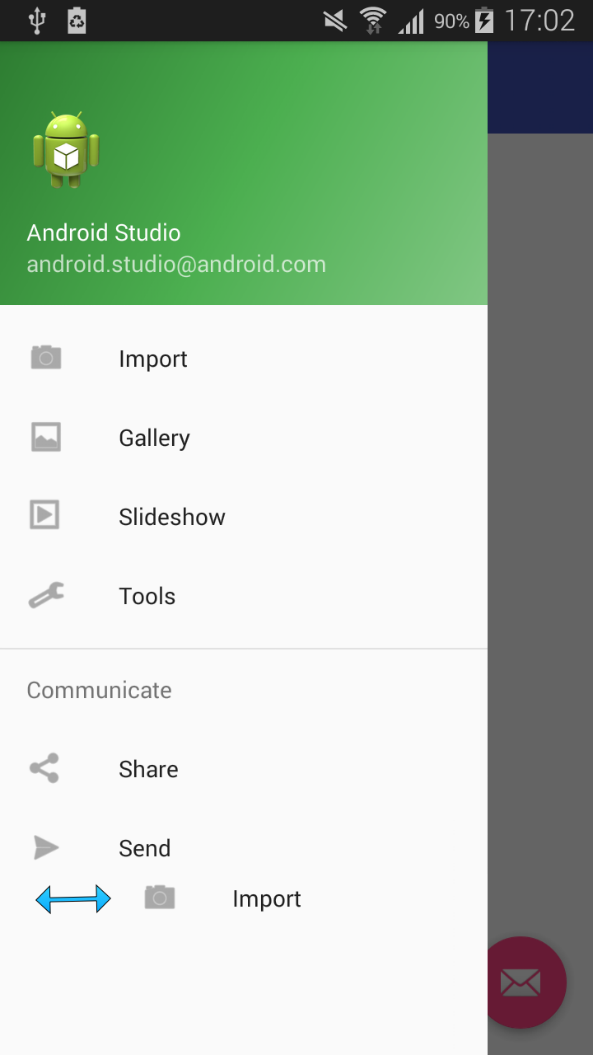 90% 17:02
Android Studio
android.studio@android.com
Import
Gallery
Slideshow
Tools
Communicate
Share
Send
Import